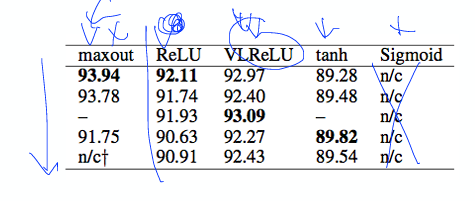 maxout ReLU VLReLU tanh Sigmoid
93.94 92.11 92.97 89.28 n/c
93.78 91.74 92.40 89.48 n/c
– 91.93 93.09 – n/c
91.75 90.63 92.27 89.82 n/c
n/c† 90.91 92.43 89.54 n/c